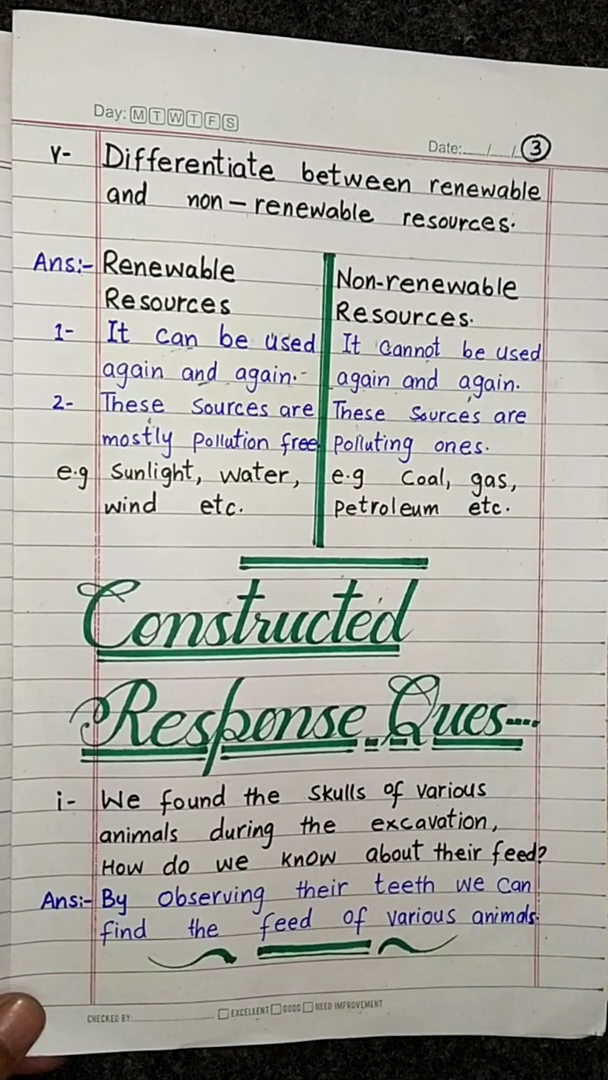 Day: M T W T F S
Date:__/__/__ 3
v- Differentiate between renewable
and non-renewable resources.
Ans:- Renewable
Resources
1- It can be used
again and again.
2- These Sources are
mostly pollution free
e.g Sunlight, water,
wind etc.
Non-renewable
Resources.
It cannot be used
again and again.
These Sources are
polluting ones.
e.g Coal, gas,
petroleum etc.
Constructed
Response Ques...
i- We found the skulls of various
animals during the excavation,
How do we know about their feed?
Ans:- By observing their teeth we can
find the feed of various animals.
CHECKED BY:__________ EXCELLENT GOOD NEED IMPROVEMENT